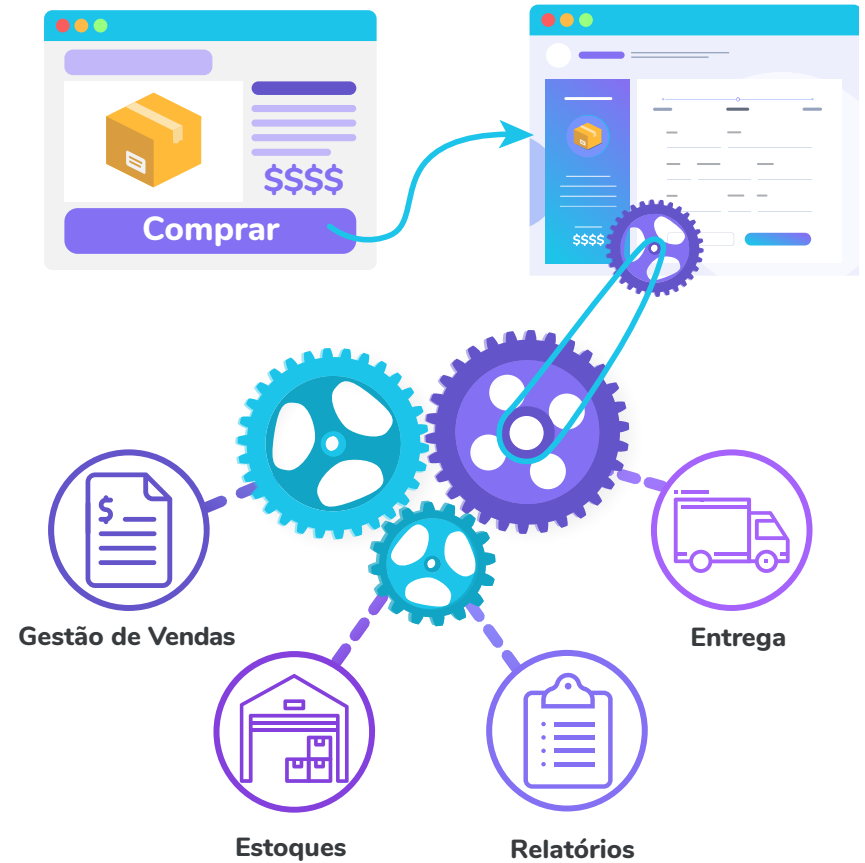 $$$$
Comprar
$$$$
$
Gestão de Vendas
Entrega
Estoques
Relatórios